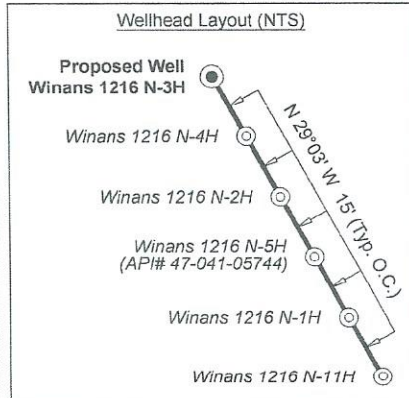 Wellhead Layout (NTS)
Proposed Well
Winans 1216 N-3H
Winans 1216 N-4H
Winans 1216 N-2H
Winans 1216 N-5H
(API# 47-041-05744)
Winans 1216 N-1H
Winans 1216 N-11H
N 29°03' W 15' (Typ. O.C.)